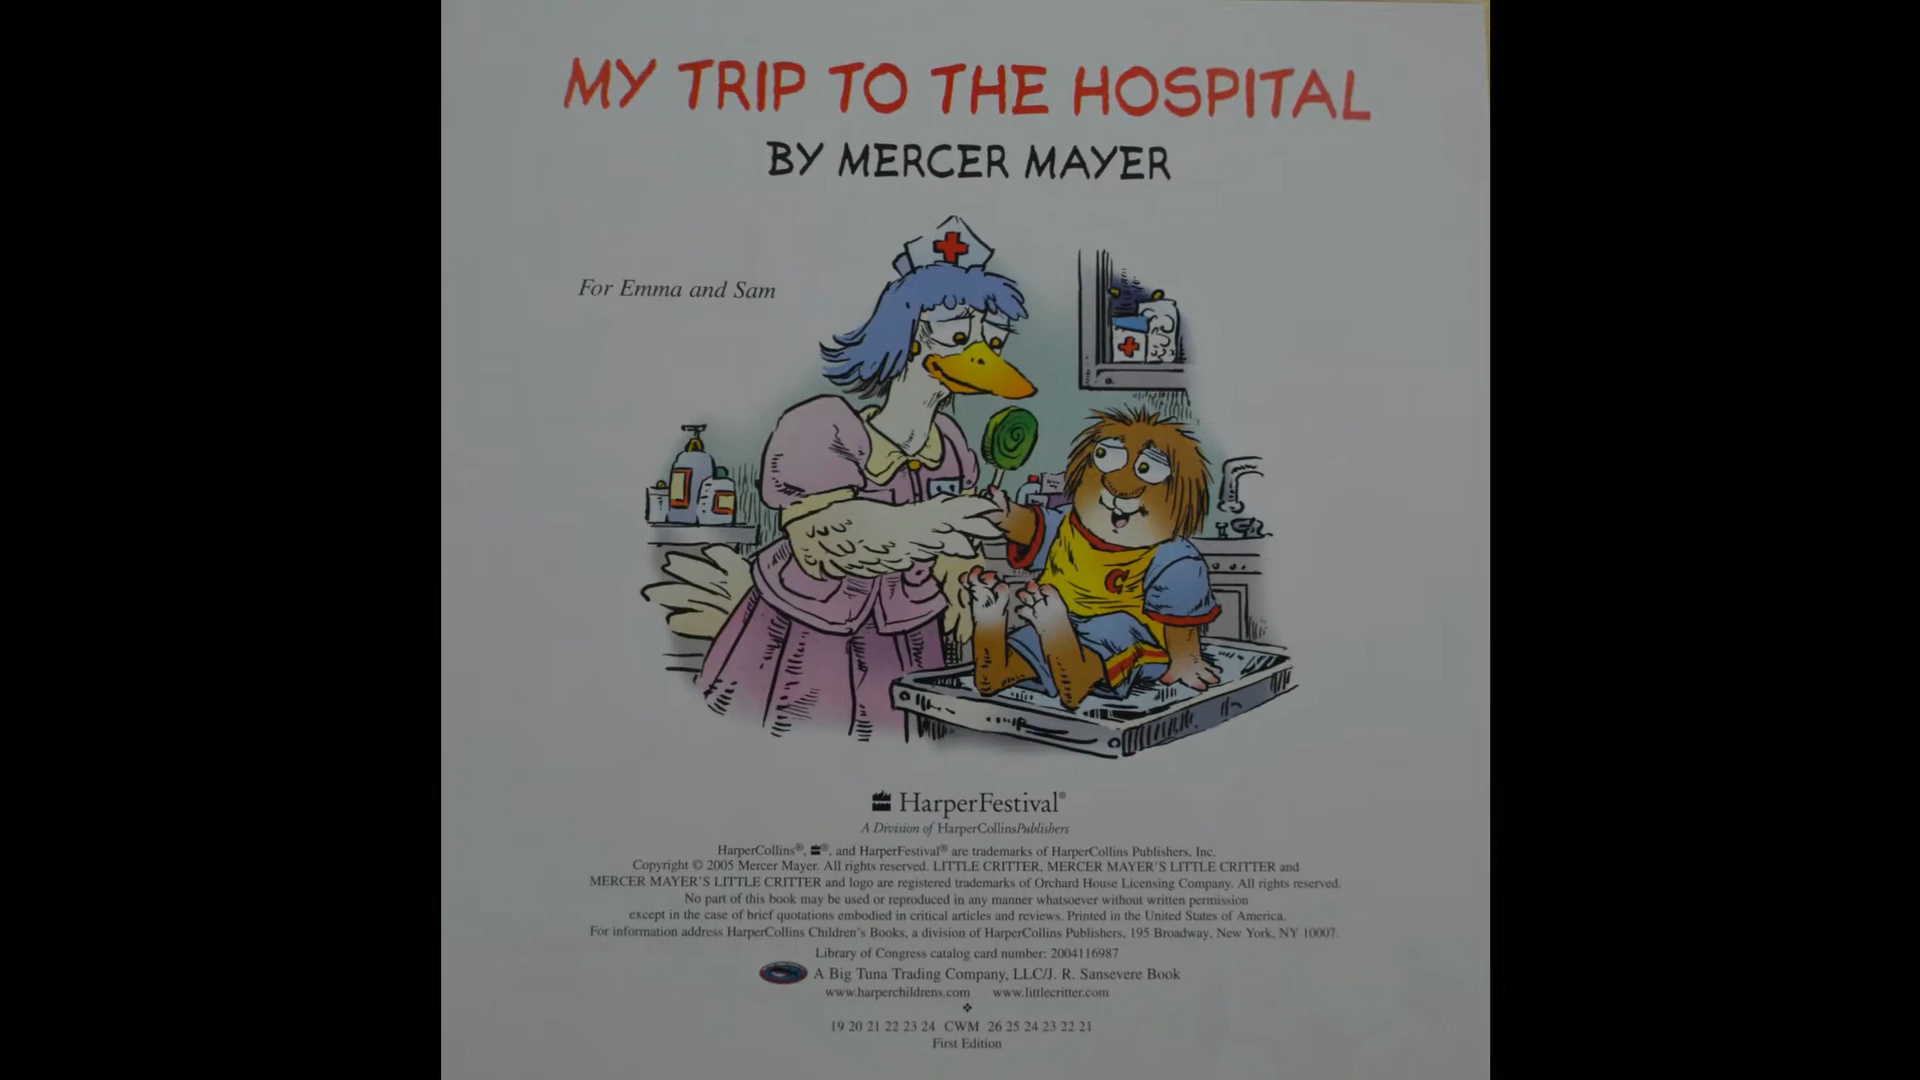 MY TRIP TO THE HOSPITAL
BY MERCER MAYER
For Emma and Sam
C
HarperFestival®
A Division of HarperCollinsPublishers
HarperCollins®, ®, and HarperFestival® are trademarks of HarperCollins Publishers, Inc.
Copyright © 2005 Mercer Mayer. All rights reserved. LITTLE CRITTER, MERCER MAYER'S LITTLE CRITTER and
MERCER MAYER'S LITTLE CRITTER and logo are registered trademarks of Orchard House Licensing Company. All rights reserved.
No part of this book may be used or reproduced in any manner whatsoever without written permission
except in the case of brief quotations embodied in critical articles and reviews. Printed in the United States of America.
For information address HarperCollins Children's Books, a division of HarperCollins Publishers, 195 Broadway, New York, NY 10007.
Library of Congress catalog card number: 2004116987
A Big Tuna Trading Company, LLC/J. R. Sansevere Book
www.harperchildrens.com www.littlecritter.com
19 20 21 22 23 24 CWM 26 25 24 23 22 21
First Edition